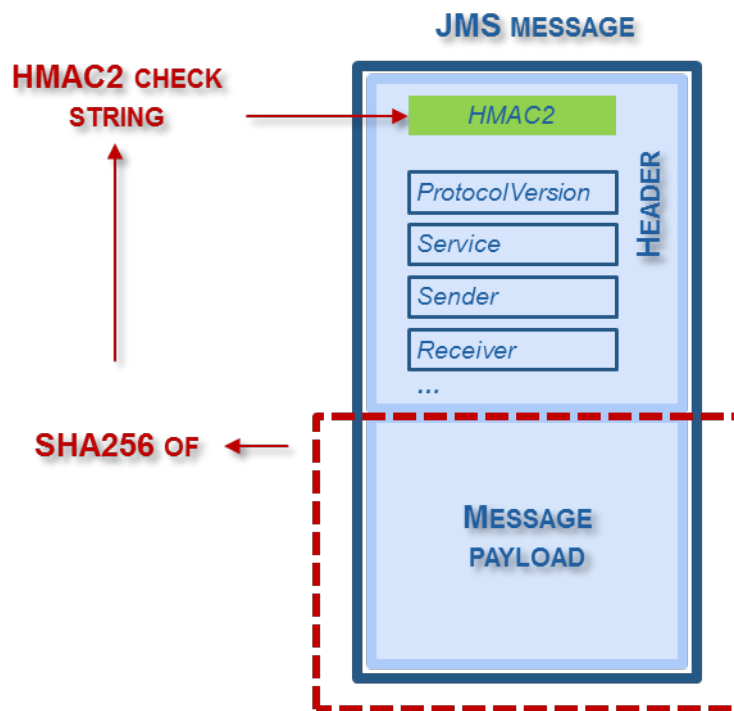 JMS MESSAGE
HMAC2 CHECK
STRING
HMAC2
HEADER
ProtocolVersion
Service
Sender
Receiver
...
SHA256 OF
MESSAGE
PAYLOAD